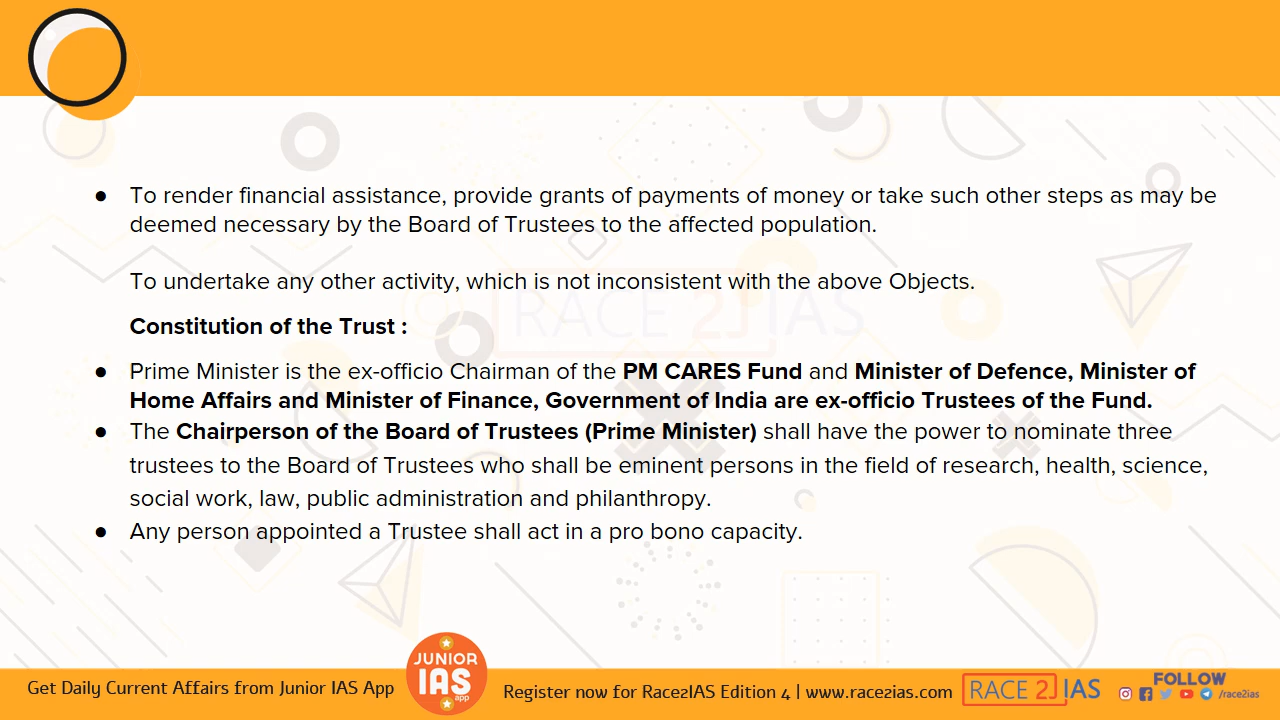 ● To render financial assistance, provide grants of payments of money or take such other steps as may be
deemed necessary by the Board of Trustees to the affected population.
To undertake any other activity, which is not inconsistent with the above Objects.
RACE 2 IAS
Constitution of the Trust :
● Prime Minister is the ex-officio Chairman of the PM CARES Fund and Minister of Defence, Minister of
Home Affairs and Minister of Finance, Government of India are ex-officio Trustees of the Fund.
● The Chairperson of the Board of Trustees (Prime Minister) shall have the power to nominate three
trustees to the Board of Trustees who shall be eminent persons in the field of research, health, science,
social work, law, public administration and philanthropy.
● Any person appointed a Trustee shall act in a pro bono capacity.
Get Daily Current Affairs from Junior IAS App
JUNIOR
IAS
app
Register now for Race2IAS Edition 4 | www.race2ias.com
RACE 2 IAS
FOLLOW
/race2ias